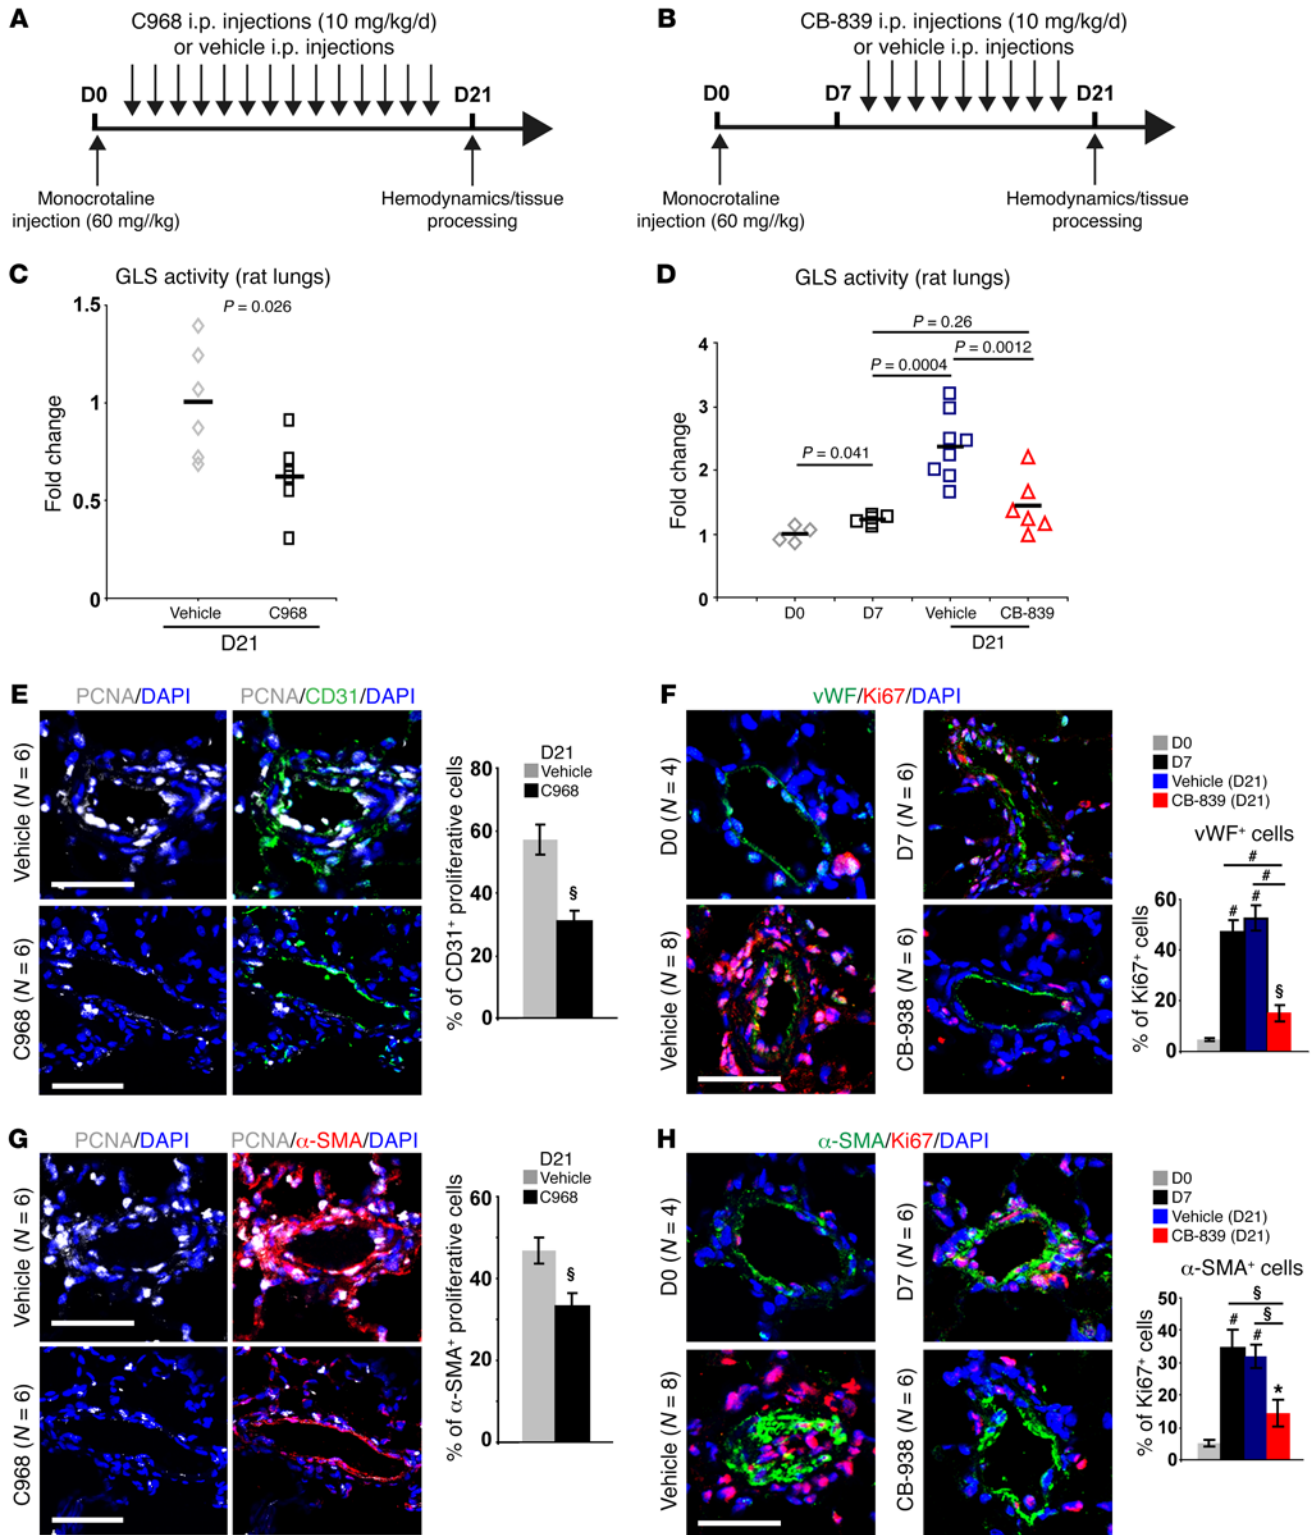 A
C968 i.p. injections (10 mg/kg/d)
or vehicle i.p. injections
D0
D21
Monocrotaline
injection (60 mg//kg)
Hemodynamics/tissue
processing
B
CB-839 i.p. injections (10 mg/kg/d)
or vehicle i.p. injections
D0
D7
D21
Monocrotaline
injection (60 mg//kg)
Hemodynamics/tissue
processing
C
GLS activity (rat lungs)
P = 0.026
Fold change
1.5
1
0.5
0
Vehicle
C968
D21
D
GLS activity (rat lungs)
P = 0.26
P = 0.0012
P = 0.0004
P = 0.041
Fold change
4
3
2
1
0
D0
D7
Vehicle
CB-839
D21
E
PCNA/DAPI
PCNA/CD31/DAPI
Vehicle (N = 6)
C968 (N = 6)
D21
Vehicle
C968
% of CD31+ proliferative cells
80
60
40
20
0
§
F
vWF/Ki67/DAPI
D0 (N = 4)
D7 (N = 6)
Vehicle (N = 8)
CB-938 (N = 6)
D0
D7
Vehicle (D21)
CB-839 (D21)
vWF+ cells
% of Ki67+ cells
60
40
20
0
#
#
#
#
§
G
PCNA/DAPI
PCNA/α-SMA/DAPI
Vehicle (N = 6)
C968 (N = 6)
D21
Vehicle
C968
% of α-SMA+ proliferative cells
60
40
20
0
§
H
α-SMA/Ki67/DAPI
D0 (N = 4)
D7 (N = 6)
Vehicle (N = 8)
CB-938 (N = 6)
D0
D7
Vehicle (D21)
CB-839 (D21)
α-SMA+ cells
% of Ki67+ cells
50
40
30
20
10
0
§
§
#
#
*